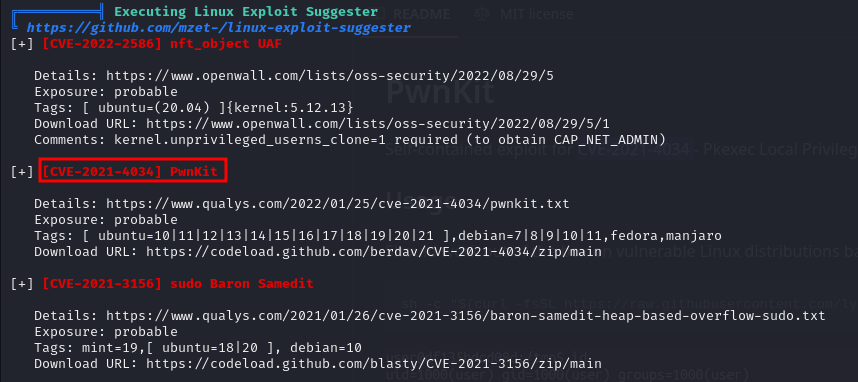 Executing Linux Exploit Suggester
https://github.com/mzet-/linux-exploit-suggester
[+] [CVE-2022-2586] nft_object UAF
Details: https://www.openwall.com/lists/oss-security/2022/08/29/5
Exposure: probable
Tags: [ ubuntu=(20.04) ]{kernel:5.12.13}
Download URL: https://www.openwall.com/lists/oss-security/2022/08/29/5/1
Comments: kernel.unprivileged_userns_clone=1 required (to obtain CAP_NET_ADMIN)
[+] [CVE-2021-4034] PwnKit
Details: https://www.qualys.com/2022/01/25/cve-2021-4034/pwnkit.txt
Exposure: probable
Tags: [ ubuntu=10|11|12|13|14|15|16|17|18|19|20|21 ],debian=7|8|9|10|11,fedora,manjaro
Download URL: https://codeload.github.com/berdav/CVE-2021-4034/zip/main
[+] [CVE-2021-3156] sudo Baron Samedit
Details: https://www.qualys.com/2021/01/26/cve-2021-3156/baron-samedit-heap-based-overflow-sudo.txt
Exposure: probable
Tags: mint=19,[ ubuntu=18|20 ], debian=10
Download URL: https://codeload.github.com/blasty/CVE-2021-3156/zip/main
README
MIT license
PwnKit
Self-contained exploit for CVE-2021-4034 - Pkexec Local Privileg
vulnerable Linux distributions ba